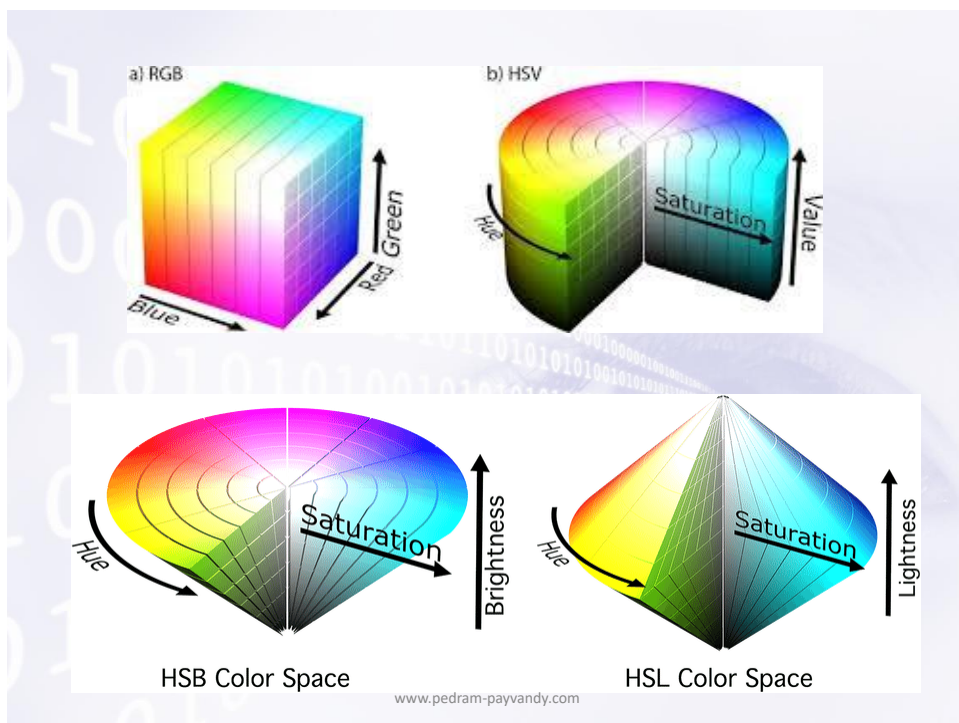 a) RGB
b) HSV
Green
Red
Blue
Hue
Saturation
Value
Hue
Saturation
Brightness
Hue
Saturation
Lightness
HSB Color Space
HSL Color Space
www.pedram-payvandy.com